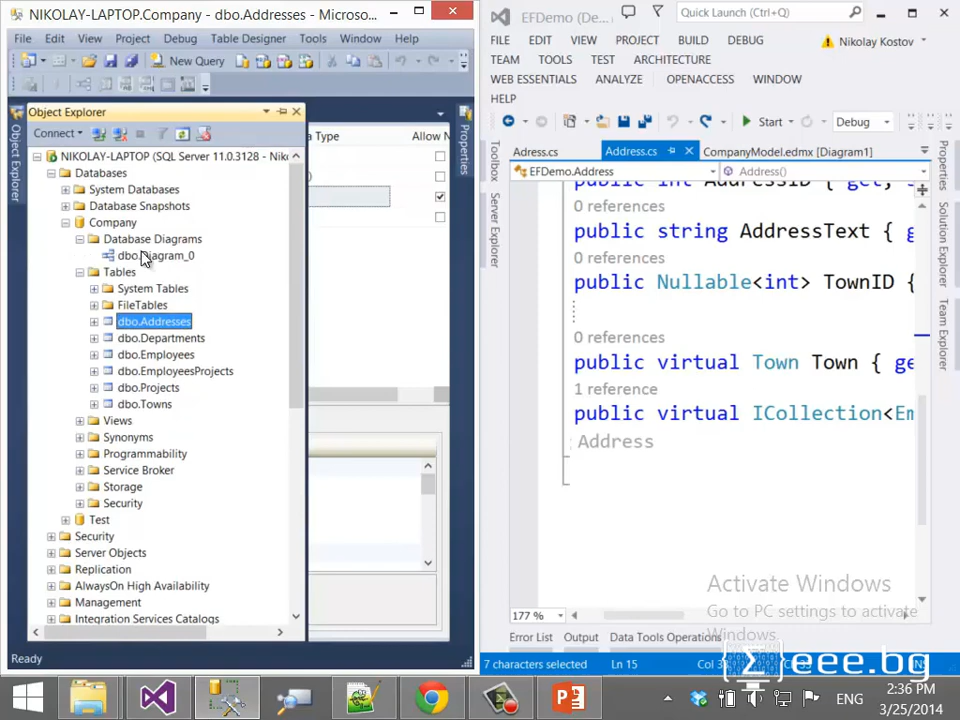 NIKOLAY-LAPTOP.Company - dbo.Addresses - Microso...
File Edit View Project Debug Table Designer Tools Window Help
New Query
Object Explorer
Connect
NIKOLAY-LAPTOP (SQL Server 11.0.3128 - Niko
Databases
System Databases
Database Snapshots
Company
Database Diagrams
dbo.Diagram_0
Tables
System Tables
FileTables
dbo.Addresses
dbo.Departments
dbo.Employees
dbo.EmployeesProjects
dbo.Projects
dbo.Towns
Views
Synonyms
Programmability
Service Broker
Storage
Security
Test
Security
Server Objects
Replication
AlwaysOn High Availability
Management
Integration Services Catalogs
Object Explorer
a Type Allow N
Properties
Ready
EFDemo (De... Quick Launch (Ctrl+Q)
FILE EDIT VIEW PROJECT BUILD DEBUG Nikolay Kostov
TEAM TOOLS TEST ARCHITECTURE
WEB ESSENTIALS ANALYZE OPENACCESS WINDOW
HELP
Start Debug
Adress.cs Address.cs CompanyModel.edmx [Diagram1]
EFDemo.Address Address()
Toolbox
Server Explorer
public int AddressID { get; s
0 references
public string AddressText { g
0 references
public Nullable<int> TownID {
0 references
public virtual Town Town { ge
1 reference
public virtual ICollection<Em
Address
Properties
Solution Explorer
Team Explorer
Activate Windows
Go to PC settings to activate
Windows.
177 %
Error List Output Data Tools Operations
7 characters selected Ln 15 Col 3
eee.bg
ENG
2:36 PM
3/25/2014